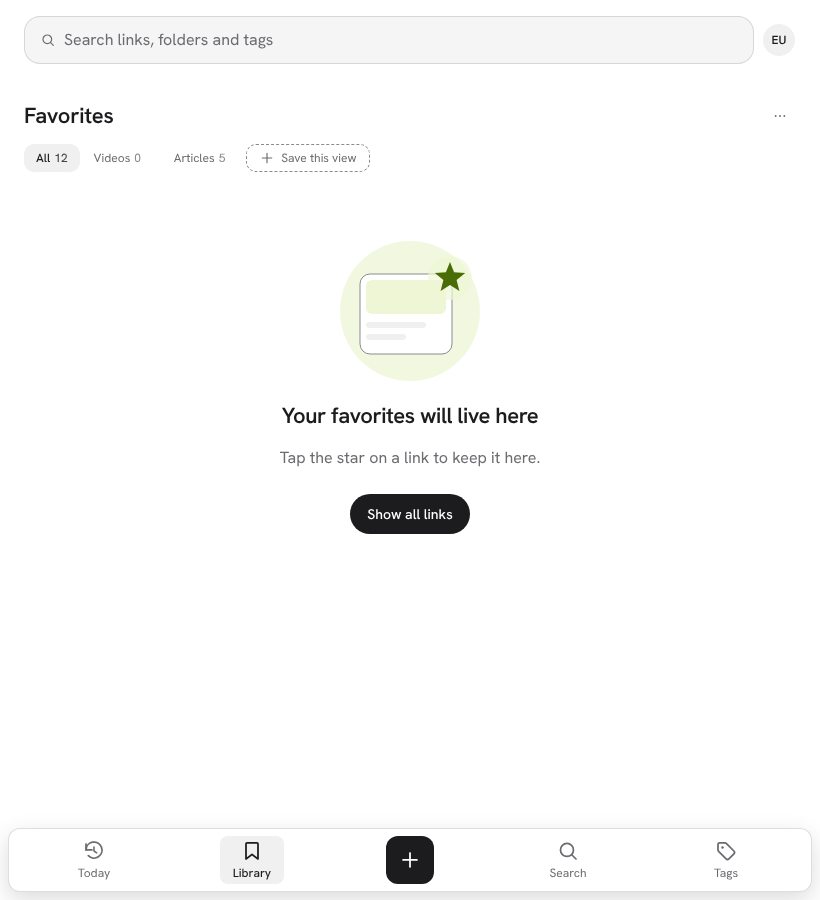 Search links, folders and tags
EU
Favorites
All 12
Videos 0
Articles 5
Save this view
Your favorites will live here
Tap the star on a link to keep it here.
Show all links
Today
Library
Search
Tags